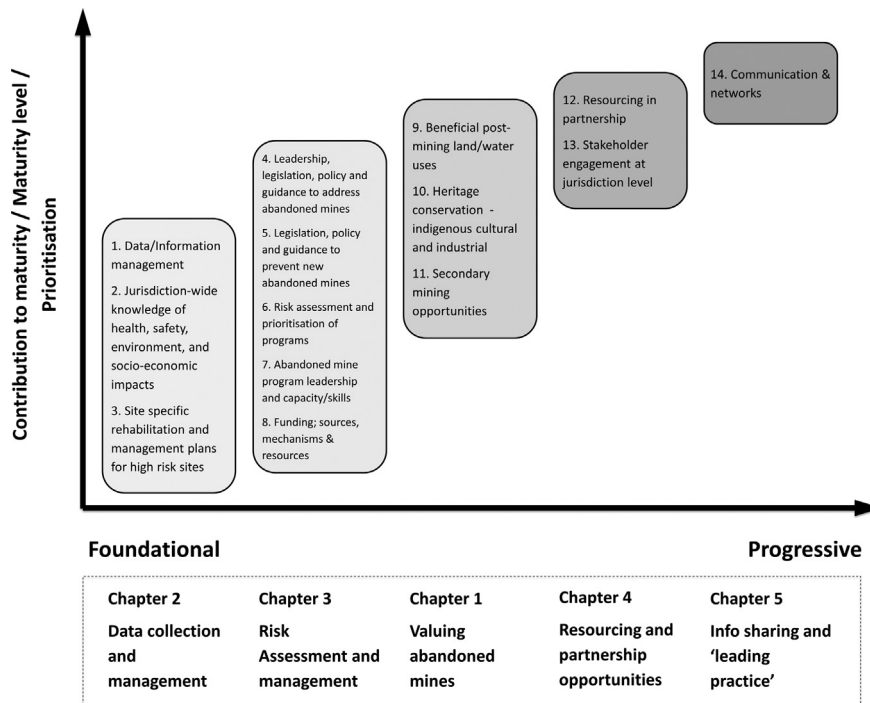 Contribution to maturity / Maturity level /
Prioritisation
1. Data/Information
management
2. Jurisdiction-wide
knowledge of
health, safety,
environment, and
socio-economic
impacts
3. Site specific
rehabilitation and
management plans
for high risk sites
4. Leadership,
legislation, policy and
guidance to address
abandoned mines
5. Legislation, policy
and guidance to
prevent new
abandoned mines
6. Risk assessment and
prioritisation of
programs
7. Abandoned mine
program leadership
and capacity/skills
8. Funding; sources,
mechanisms &
resources
9. Beneficial post-
mining land/water
uses
10. Heritage
conservation -
indigenous cultural
and industrial
11. Secondary
mining
opportunities
12. Resourcing in
partnership
13. Stakeholder
engagement at
jurisdiction level
14. Communication &
networks
Foundational
Progressive
Chapter 2
Data collection
and
management
Chapter 3
Risk
Assessment and
management
Chapter 1
Valuing
abandoned
mines
Chapter 4
Resourcing and
partnership
opportunities
Chapter 5
Info sharing and
‘leading
practice’